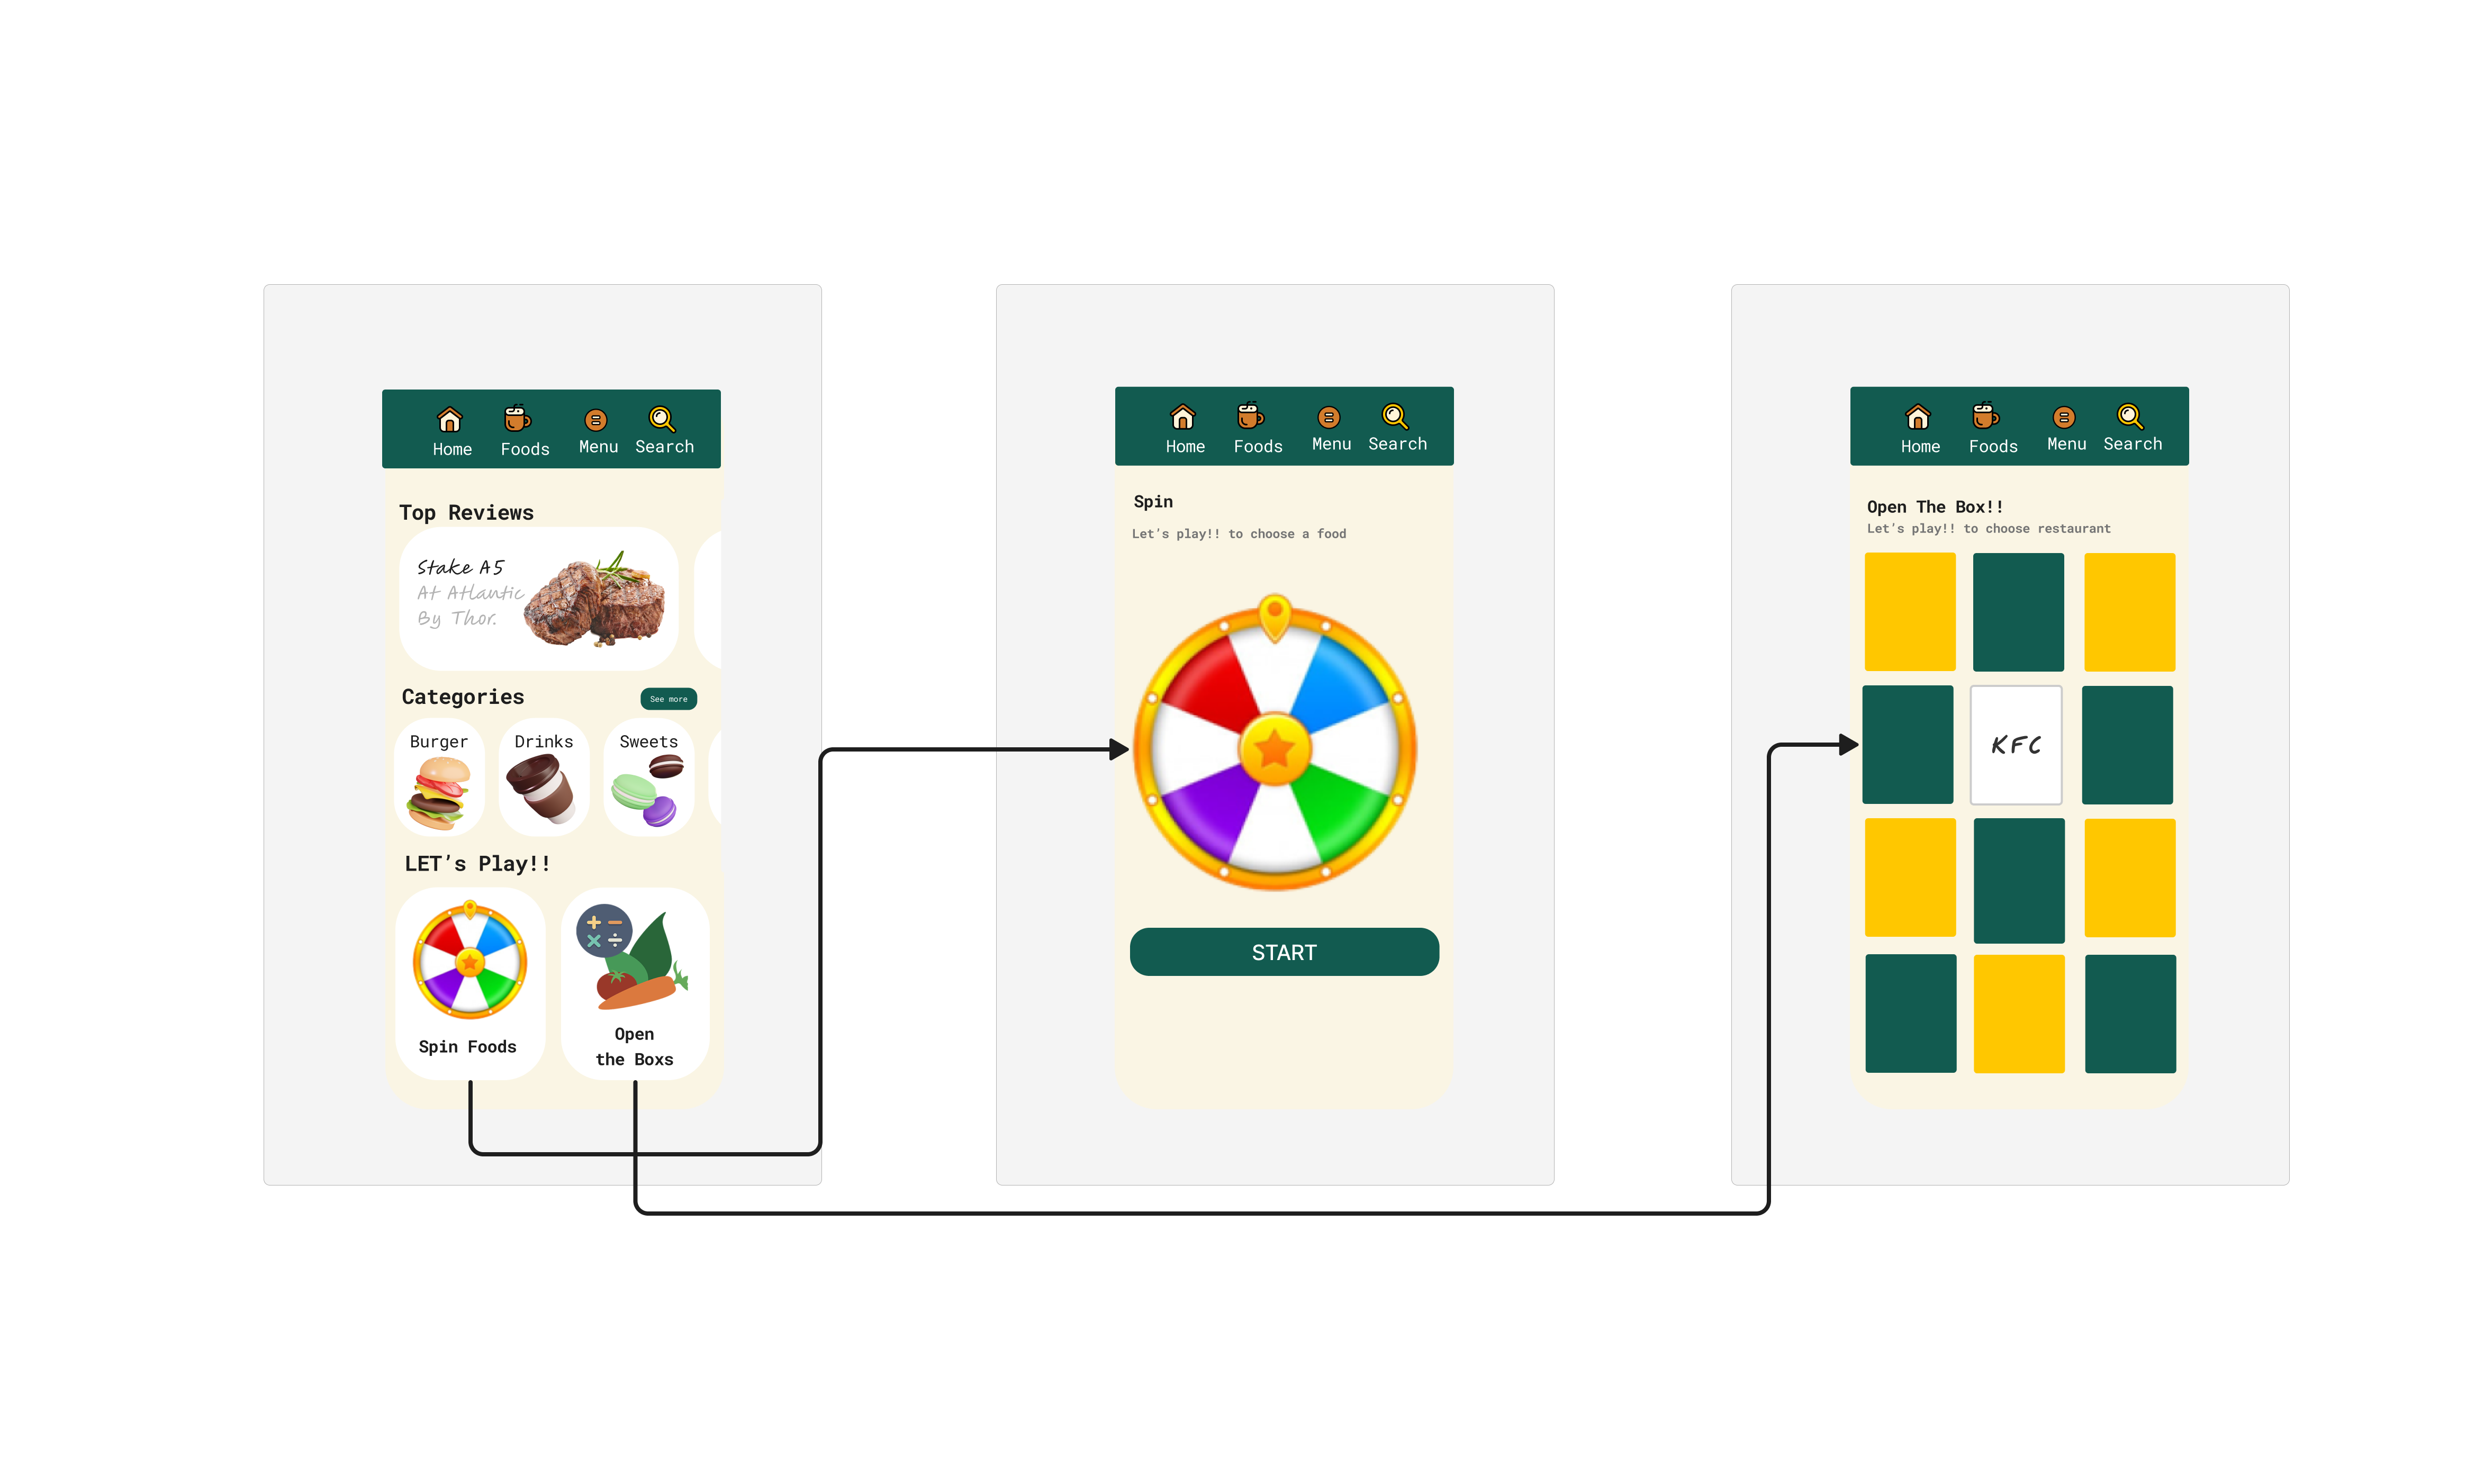 Home Foods Menu Search
Top Reviews
Stake A5
At Atlantic
By Thor.
Categories
See more
Burger Drinks Sweets
LET's Play!!
Spin Foods
Open
the Boxs
Home Foods Menu Search
Spin
Let's play!! to choose a food
START
Home Foods Menu Search
Open The Box!!
Let's play!! to choose restaurant
KFC